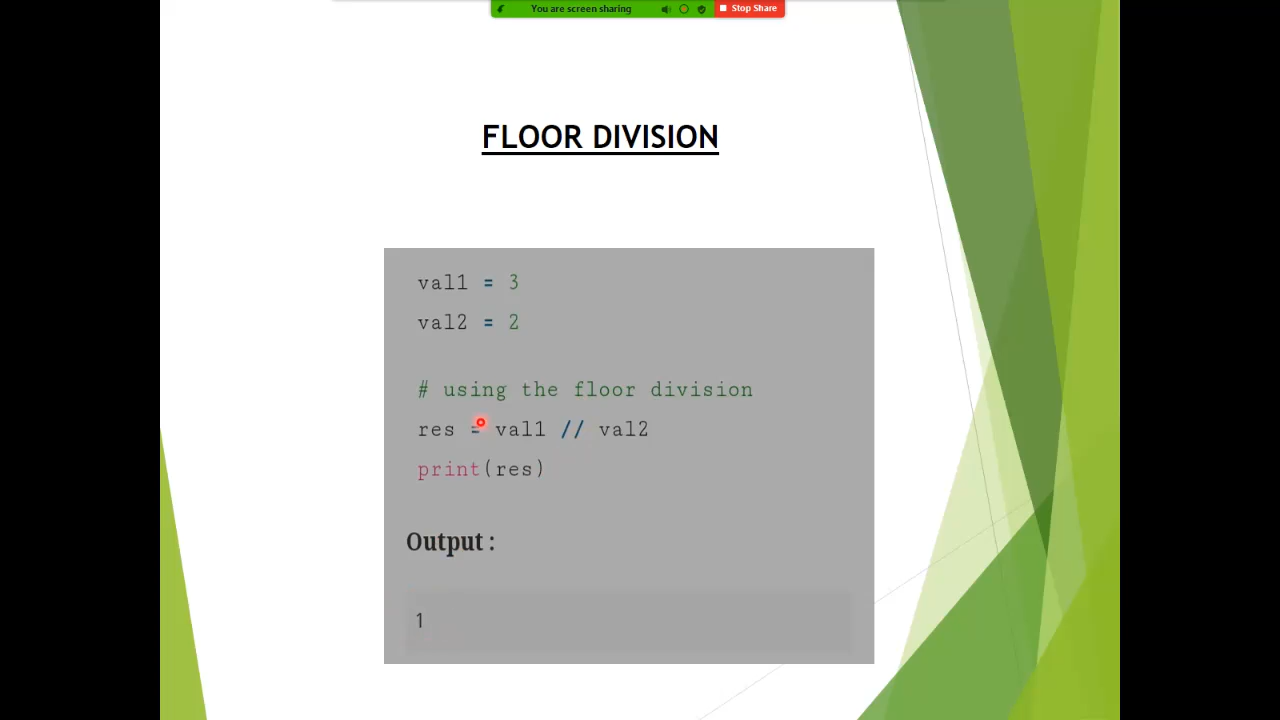 You are screen sharing
Stop Share
FLOOR DIVISION
val1 = 3
val2 = 2
# using the floor division
res = val1 // val2
print(res)
Output :
1